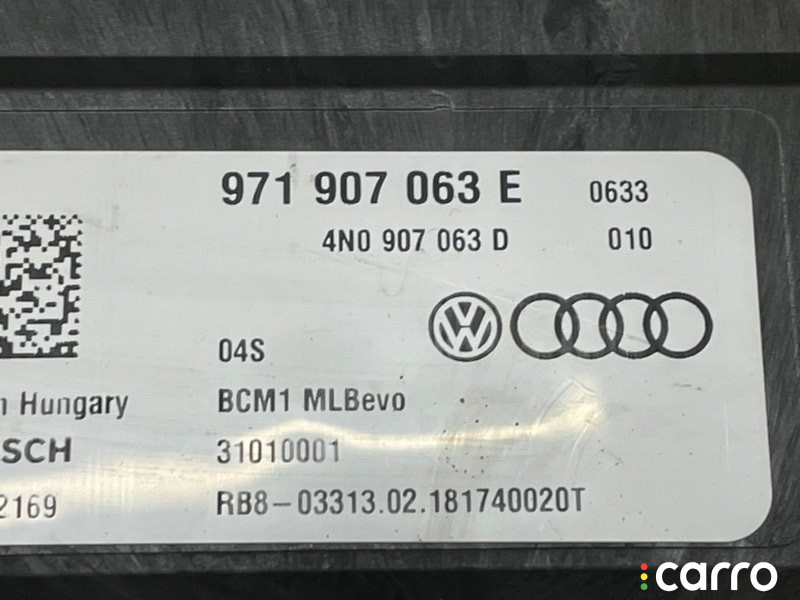 971 907 063 E 0633
4N0 907 063 D 010
04S
Hungary BCM1 MLBevo
SCH 31010001
2169 RB8-03313.02.181740020T
carro